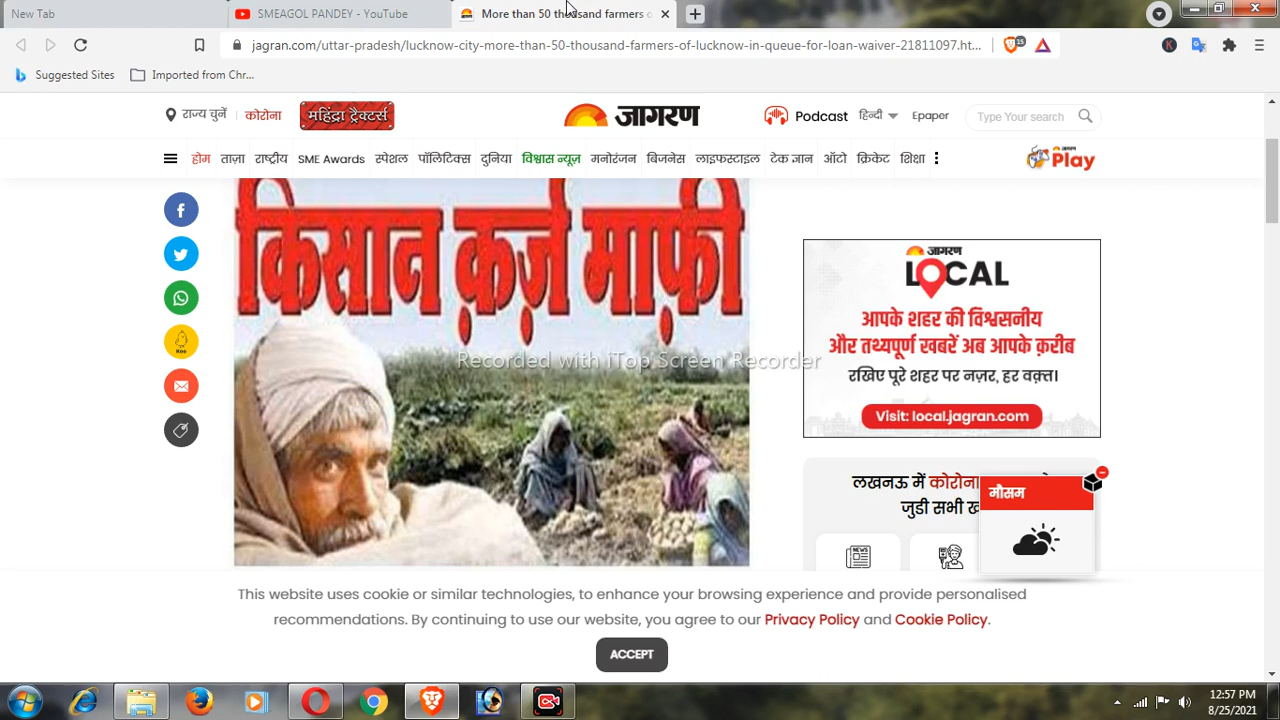 New Tab
SMEAGOL PANDEY - YouTube
More than 50 thousand farmers o
jagran.com/uttar-pradesh/lucknow-city-more-than-50-thousand-farmers-of-lucknow-in-queue-for-loan-waiver-21811097.ht...
15
K
Suggested Sites
Imported from Chr...
राज्य चुनें
कोरोना
महिंद्रा ट्रैक्टर्स
जागरण
Podcast
हिन्दी
Epaper
Type Your search
होम ताज़ा राष्ट्रीय SME Awards स्पेशल पॉलिटिक्स दुनिया विश्वास न्यूज़ मनोरंजन बिजनेस लाइफस्टाइल टेक ज्ञान ऑटो क्रिकेट शिक्षा
जागरण
Play
किसान क़र्ज़ माफ़ी
Koo
Recorded with iTop Screen Recorder
जागरण
LOCAL
आपके शहर की विश्वसनीय
और तथ्यपूर्ण खबरें अब आपके क़रीब
रखिए पूरे शहर पर नज़र, हर वक़्त।
Visit: local.jagran.com
लखनऊ में कोरोना
जुडी सभी ख
NEWS
मौसम
This website uses cookie or similar technologies, to enhance your browsing experience and provide personalised
recommendations. By continuing to use our website, you agree to our Privacy Policy and Cookie Policy.
ACCEPT
12:57 PM
8/25/2021